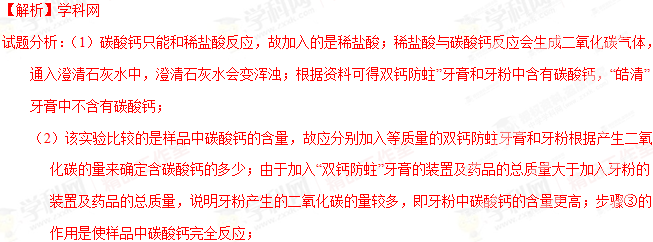 【解析】学科网
试题分析：（1）碳酸钙只能和稀盐酸反应，故加入的是稀盐酸；稀盐酸与碳酸钙反应会生成二氧化碳气体，
通入澄清石灰水中，澄清石灰水会变浑浊；根据资料可得双钙防蛀”牙膏和牙粉中含有碳酸钙，“皓清”
牙膏中不含有碳酸钙；
（2）该实验比较的是样品中碳酸钙的含量，故应分别加入等质量的双钙防蛀牙膏和牙粉根据产生二氧
化碳的量来确定含碳酸钙的多少；由于加入“双钙防蛀”牙膏的装置及药品的总质量大于加入牙粉的
装置及药品的总质量，说明牙粉产生的二氧化碳的量较多，即牙粉中碳酸钙的含量更高；步骤③的
作用是使样品中碳酸钙完全反应；